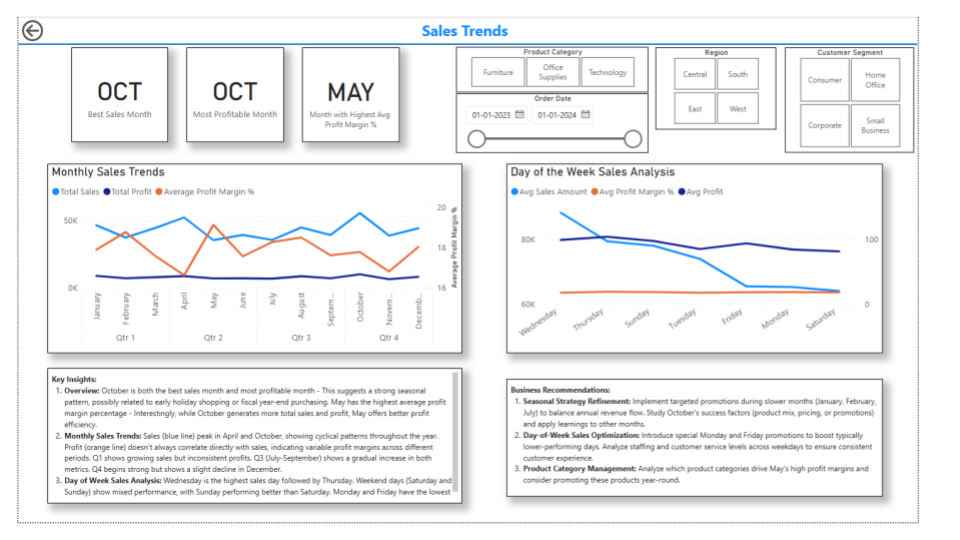 Sales Trends
OCT
Best Sales Month
OCT
Most Profitable Month
MAY
Month with Highest Avg
Profit Margin %
Product Category
Furniture
Office
Supplies
Technology
Order Date
01-01-2023
01-01-2024
Region
Central
South
East
West
Customer Segment
Consumer
Home
Office
Corporate
Small
Business
Monthly Sales Trends
Total Sales
Total Profit
Average Profit Margin %
50K
0K
20
18
16
Average Profit Margin %
January
February
March
April
May
June
July
August
Septem...
October
Novem...
Decemb...
Qtr 1
Qtr 2
Qtr 3
Qtr 4
Day of the Week Sales Analysis
Avg Sales Amount
Avg Profit Margin %
Avg Profit
80K
60K
100
0
Wednesday
Thursday
Sunday
Tuesday
Friday
Monday
Saturday
Key Insights:
1. Overview: October is both the best sales month and most profitable month - This suggests a strong seasonal
pattern, possibly related to early holiday shopping or fiscal year-end purchasing. May has the highest average profit
margin percentage - Interestingly, while October generates more total sales and profit, May offers better profit
efficiency.
2. Monthly Sales Trends: Sales (blue line) peak in April and October, showing cyclical patterns throughout the year.
Profit (orange line) doesn't always correlate directly with sales, indicating variable profit margins across different
periods. Q1 shows growing sales but inconsistent profits. Q3 (July-September) shows a gradual increase in both
metrics. Q4 begins strong but shows a slight decline in December.
3. Day of Week Sales Analysis: Wednesday is the highest sales day followed by Thursday. Weekend days (Saturday and
Sunday) show mixed performance, with Sunday performing better than Saturday. Monday and Friday have the lowest
Business Recommendations:
1. Seasonal Strategy Refinement: Implement targeted promotions during slower months (January, February,
July) to balance annual revenue flow. Study October's success factors (product mix, pricing, or promotions)
and apply learnings to other months.
2. Day-of-Week Sales Optimization: Introduce special Monday and Friday promotions to boost typically
lower-performing days. Analyze staffing and customer service levels across weekdays to ensure consistent
customer experience.
3. Product Category Management: Analyze which product categories drive May's high profit margins and
consider promoting these products year-round.